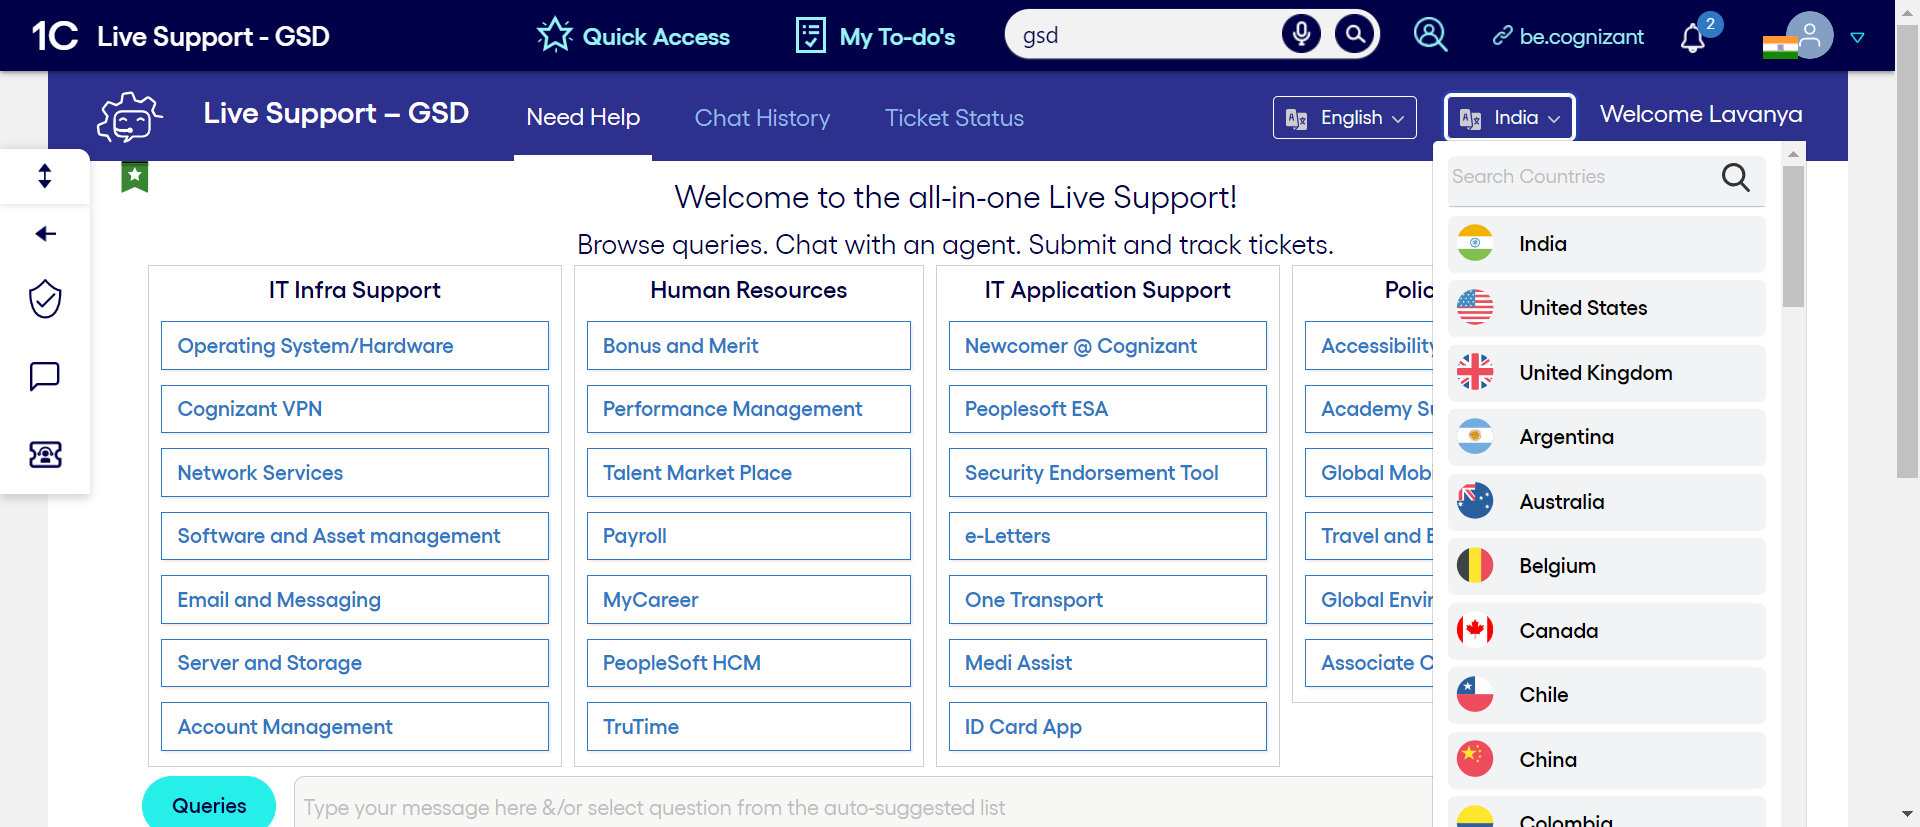 1C Live Support - GSD
Quick Access
My To-do's
gsd
be.cognizant
2
Live Support – GSD
Need Help
Chat History
Ticket Status
English
India
Welcome Lavanya
Welcome to the all-in-one Live Support!
Browse queries. Chat with an agent. Submit and track tickets.
IT Infra Support
Operating System/Hardware
Cognizant VPN
Network Services
Software and Asset management
Email and Messaging
Server and Storage
Account Management
Human Resources
Bonus and Merit
Performance Management
Talent Market Place
Payroll
MyCareer
PeopleSoft HCM
TruTime
IT Application Support
Newcomer @ Cognizant
Peoplesoft ESA
Security Endorsement Tool
e-Letters
One Transport
Medi Assist
ID Card App
Polic
Accessibility
Academy Su
Global Mobi
Travel and E
Global Envir
Associate C
Search Countries
India
United States
United Kingdom
Argentina
Australia
Belgium
Canada
Chile
China
Colombia
Queries
Type your message here &/or select question from the auto-suggested list